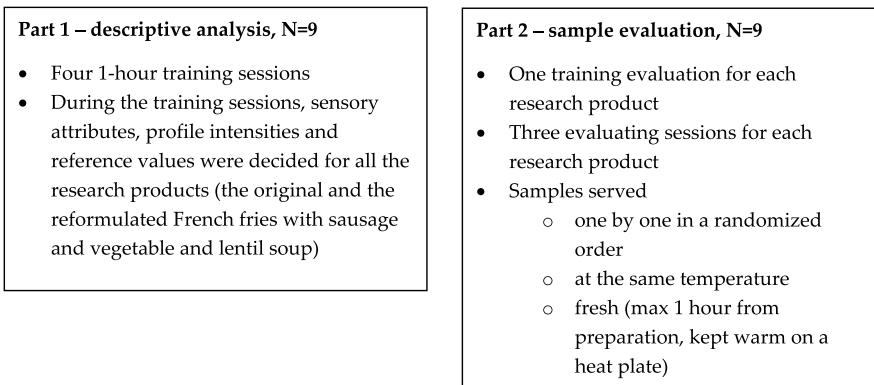 Part 1 – descriptive analysis, N=9
• Four 1-hour training sessions
• During the training sessions, sensory
attributes, profile intensities and
reference values were decided for all the
research products (the original and the
reformulated French fries with sausage
and vegetable and lentil soup)
Part 2 – sample evaluation, N=9
• One training evaluation for each
research product
• Three evaluating sessions for each
research product
• Samples served
o one by one in a randomized
order
o at the same temperature
o fresh (max 1 hour from
preparation, kept warm on a
heat plate)